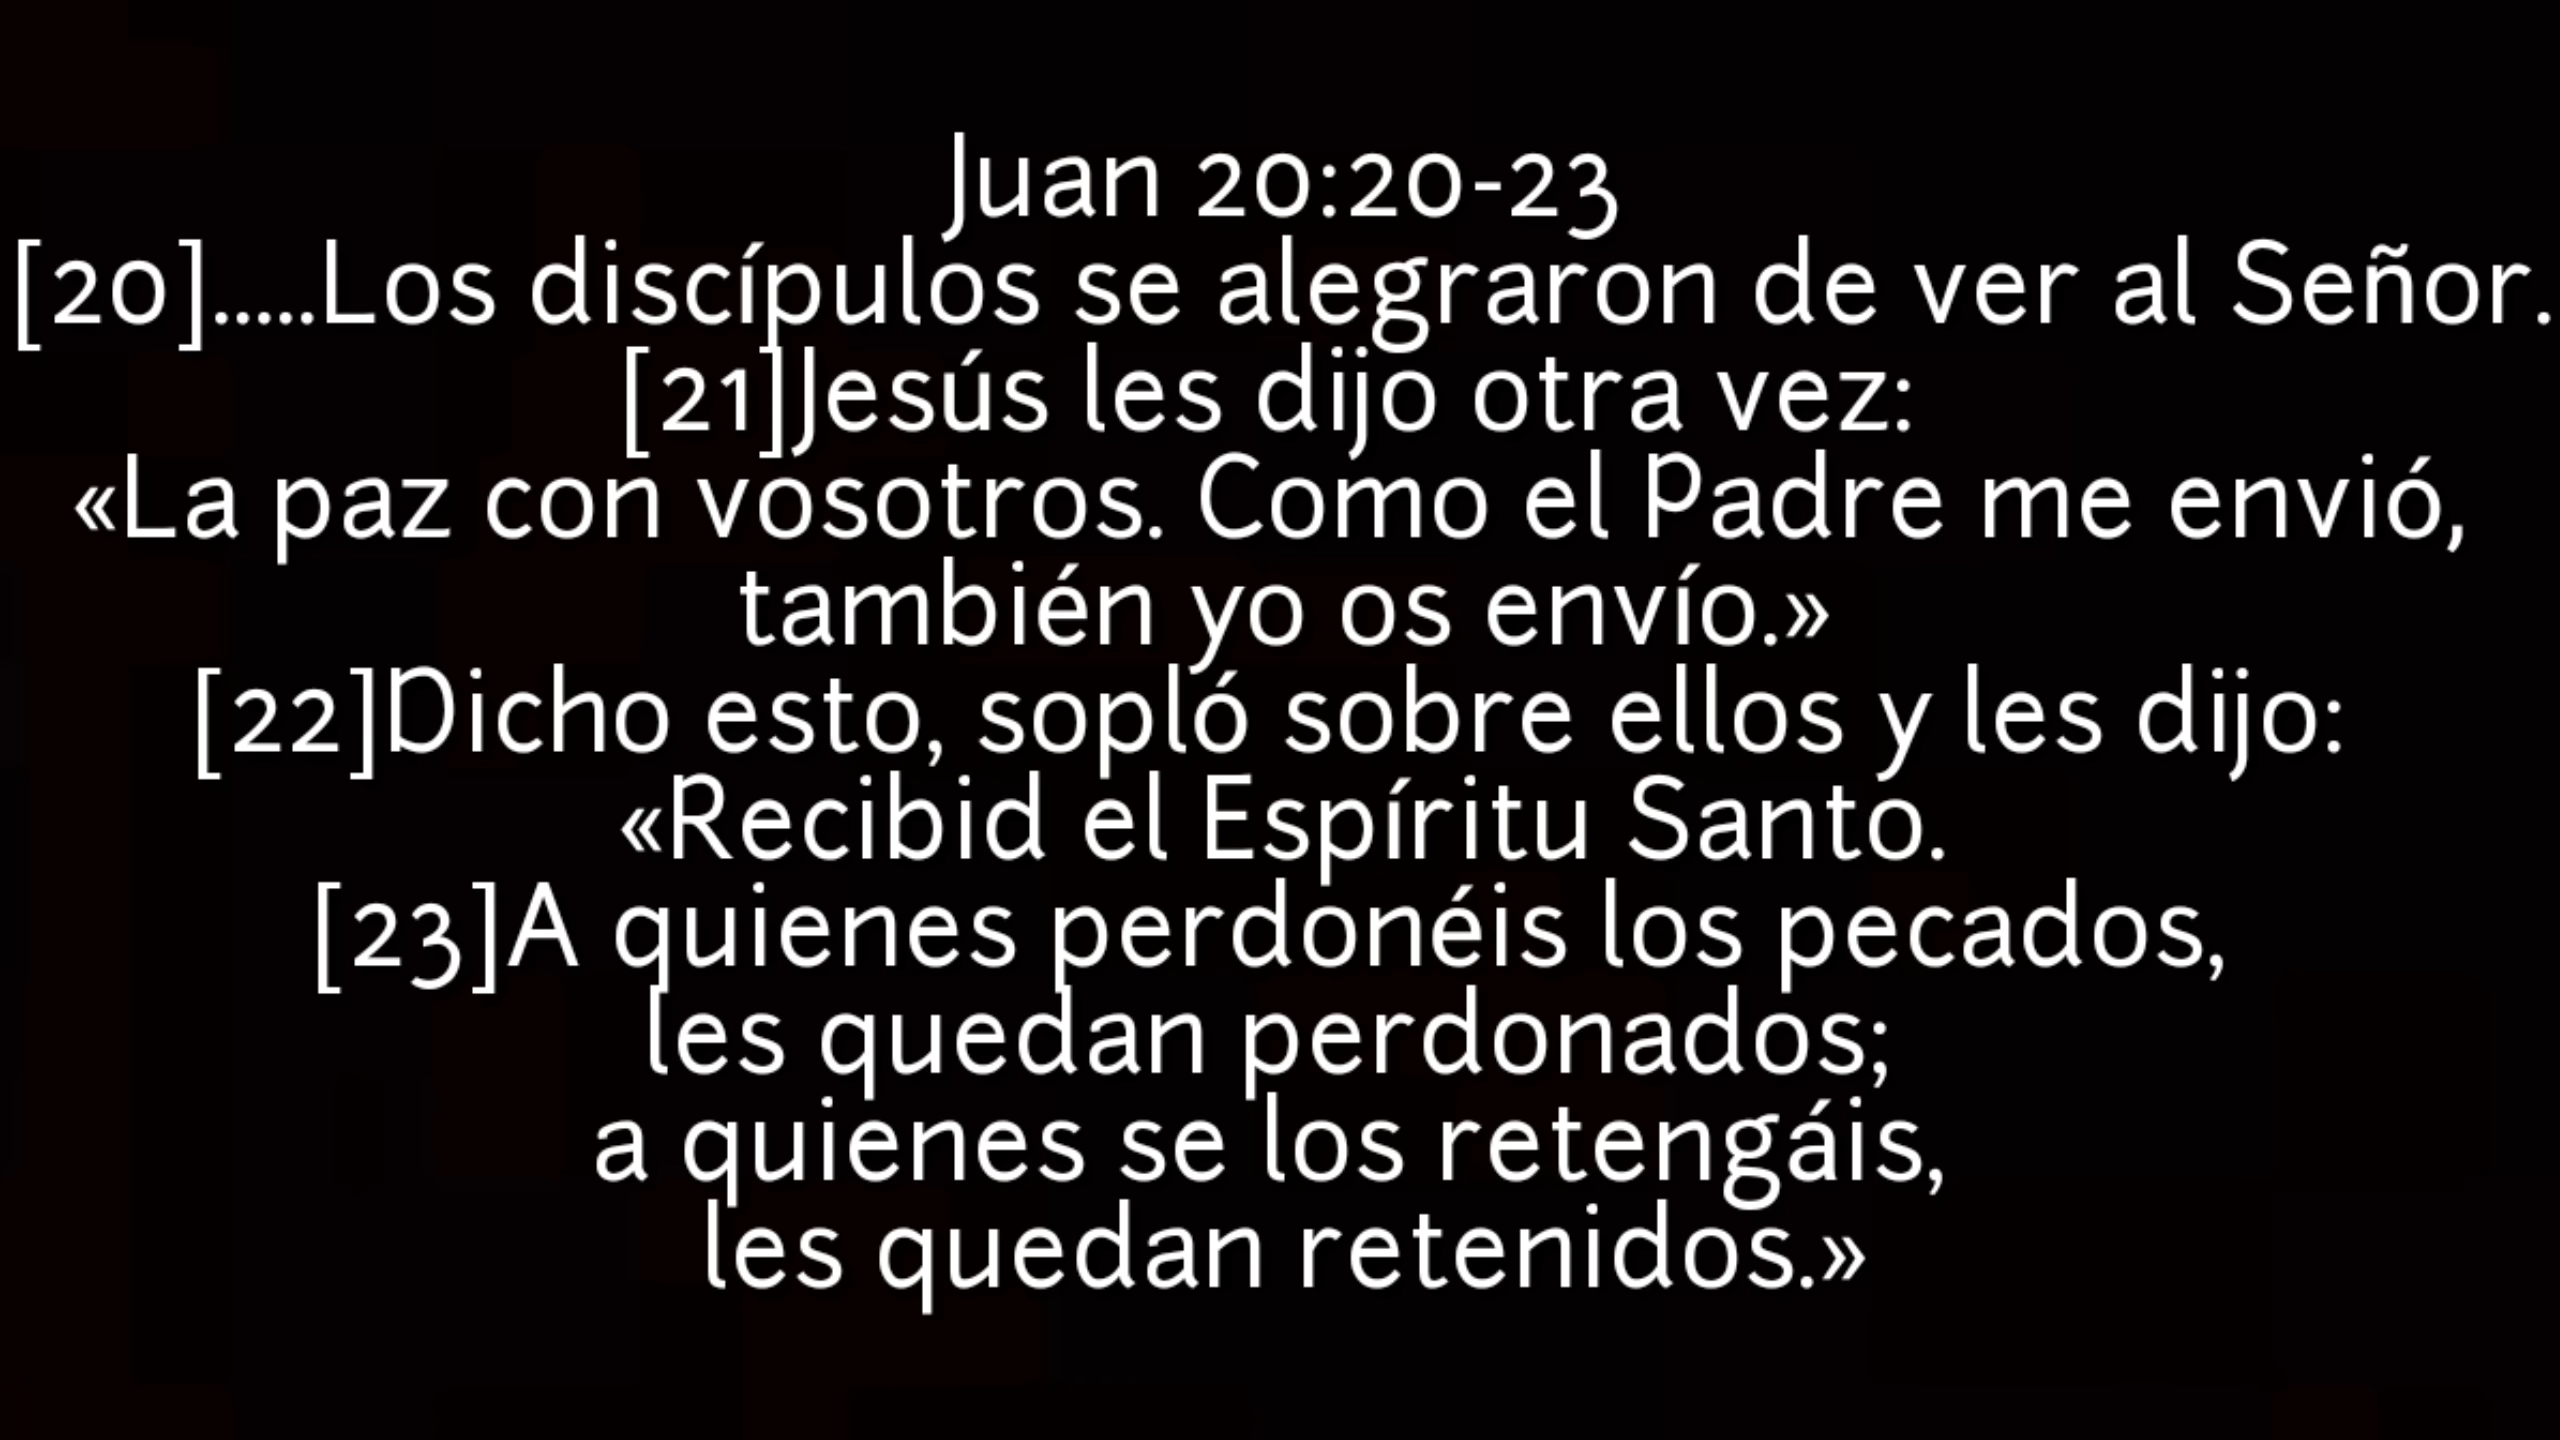 Juan 20:20-23
[20].....Los discípulos se alegraron de ver al Señor.
[21]Jesús les dijo otra vez:
«La paz con vosotros. Como el Padre me envió,
también yo os envío.»
[22]Dicho esto, sopló sobre ellos y les dijo:
«Recibid el Espíritu Santo.
[23]A quienes perdonéis los pecados,
les quedan perdonados;
a quienes se los retengáis,
les quedan retenidos.»